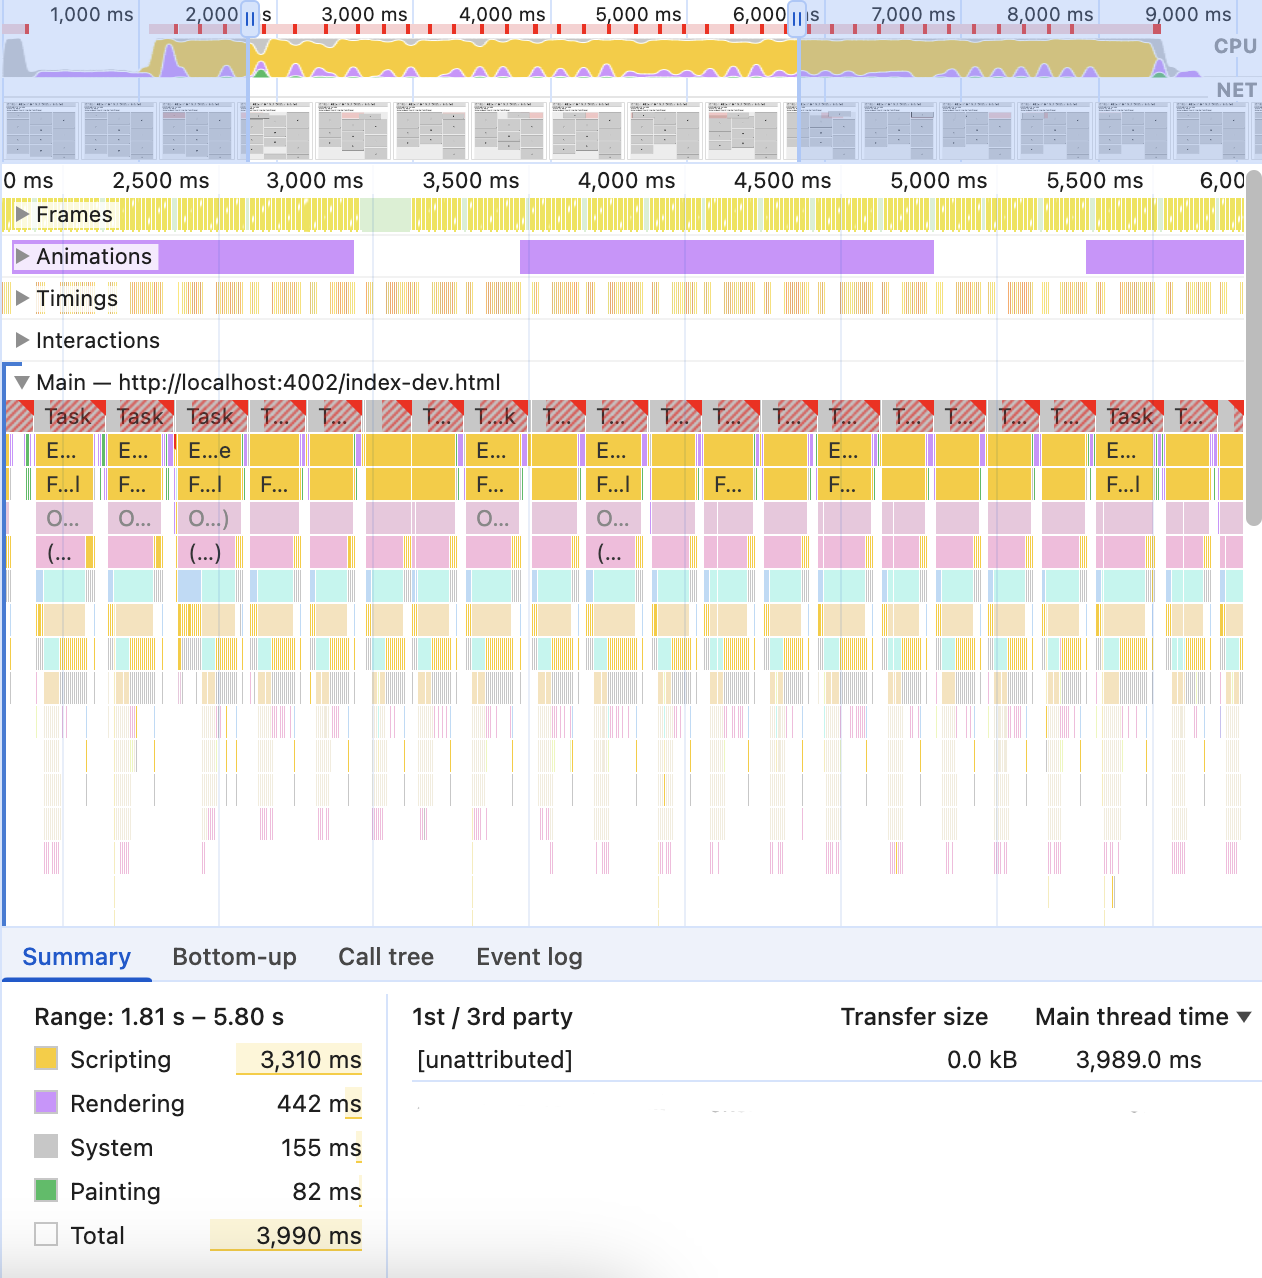 1,000 ms 2,000 s 3,000 ms 4,000 ms 5,000 ms 6,000 ms 7,000 ms 8,000 ms 9,000 ms
CPU
NET
0 ms 2,500 ms 3,000 ms 3,500 ms 4,000 ms 4,500 ms 5,000 ms 5,500 ms 6,00
Frames
Animations
Timings
Interactions
Main — http://localhost:4002/index-dev.html
Task Task Task T... T... T... T...k T... T... T... T... T... T... T... T... T... T... Task T...
E... E... E...e E... E... E... E...
F...l F... F...l F... F... F...l F... F... F...l
O... O... O...) O... O...
(... (...) (...
Summary Bottom-up Call tree Event log
Range: 1.81 s – 5.80 s
Scripting 3,310 ms
Rendering 442 ms
System 155 ms
Painting 82 ms
Total 3,990 ms
1st / 3rd party Transfer size Main thread time
[unattributed] 0.0 kB 3,989.0 ms